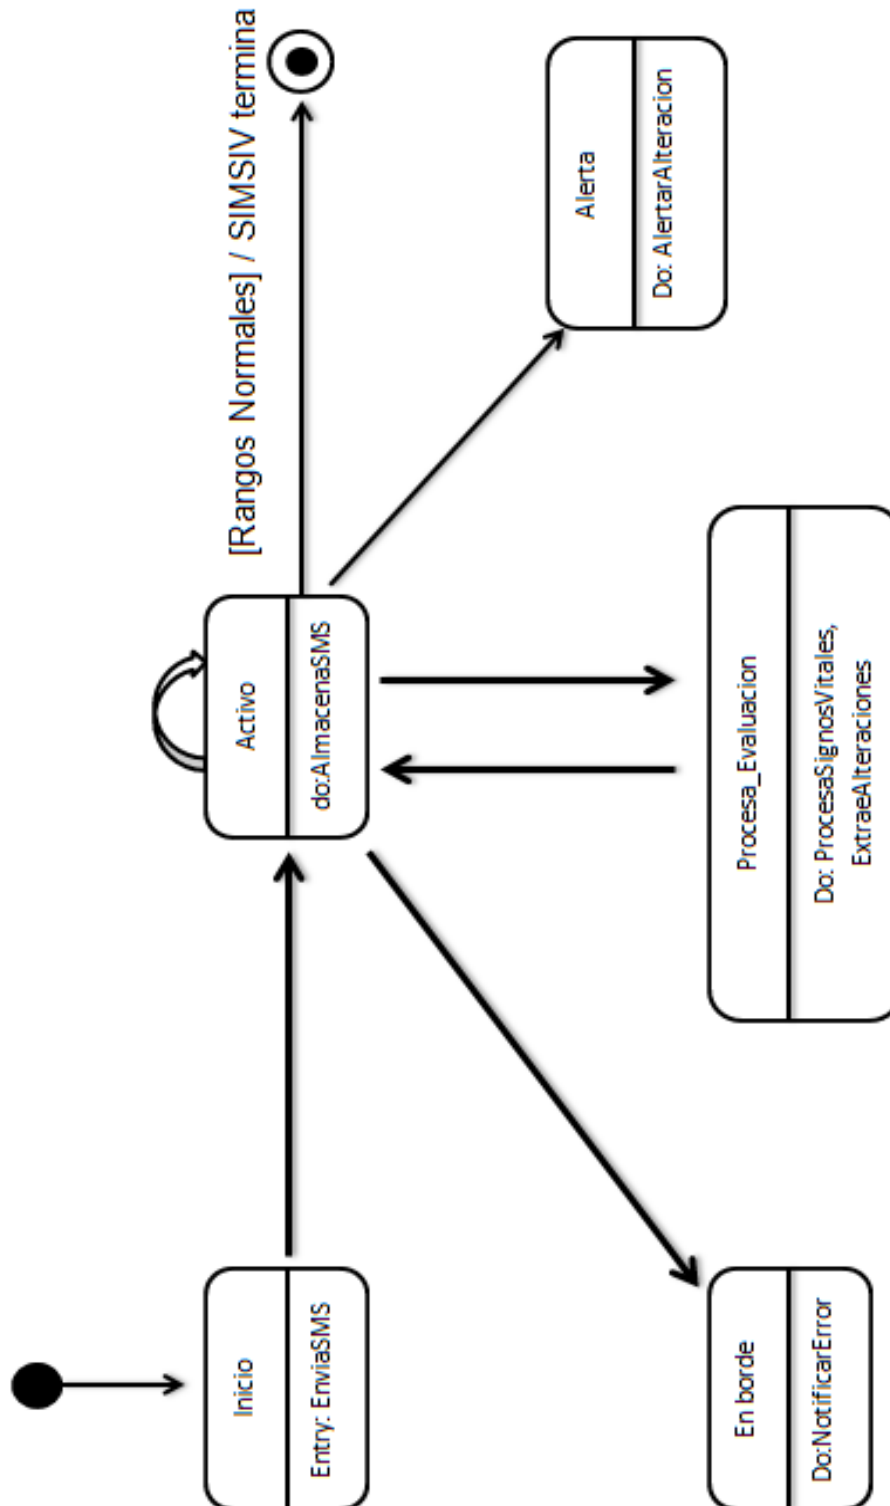 Inicio
Entry: EnviaSMS
Activo
do:AlmacenaSMS
[Rangos Normales] / SIMSIV termina
En borde
Do:NotificarError
Procesa_Evaluacion
Do: ProcesaSignosVitales,
ExtraeAlteraciones
Alerta
Do: AlertarAlteracion